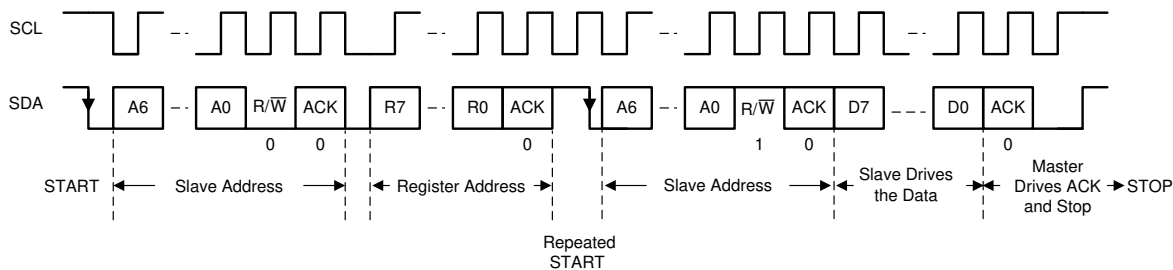 SCL
SDA
A6
A0
R/W̅
ACK
R7
R0
ACK
A6
A0
R/W̅
ACK
D7
D0
ACK
0
0
0
1
0
0
START
Slave Address
Register Address
Slave Address
Slave Drives
the Data
Master
Drives ACK
and Stop
STOP
Repeated
START